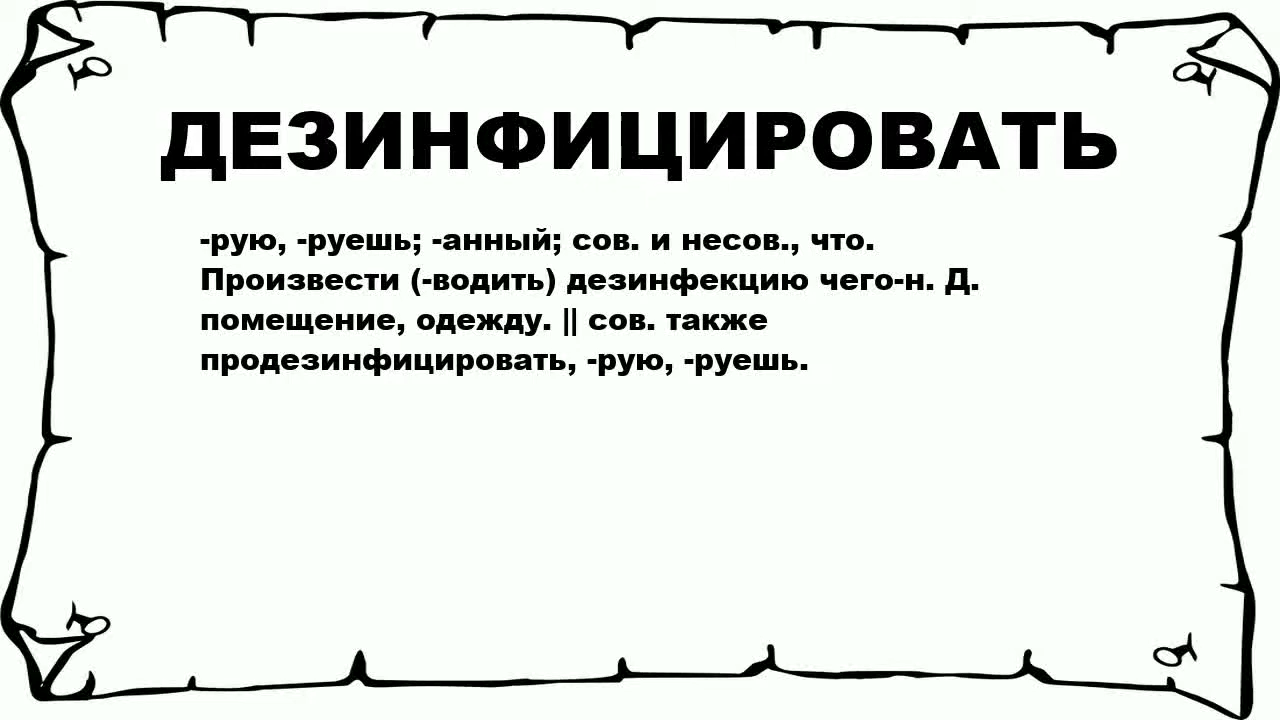 ДЕЗИНФИЦИРОВАТЬ
-рую, -руешь; -анный; сов. и несов., что.
Произвести (-водить) дезинфекцию чего-н. Д.
помещение, одежду. || сов. также
продезинфицировать, -рую, -руешь.